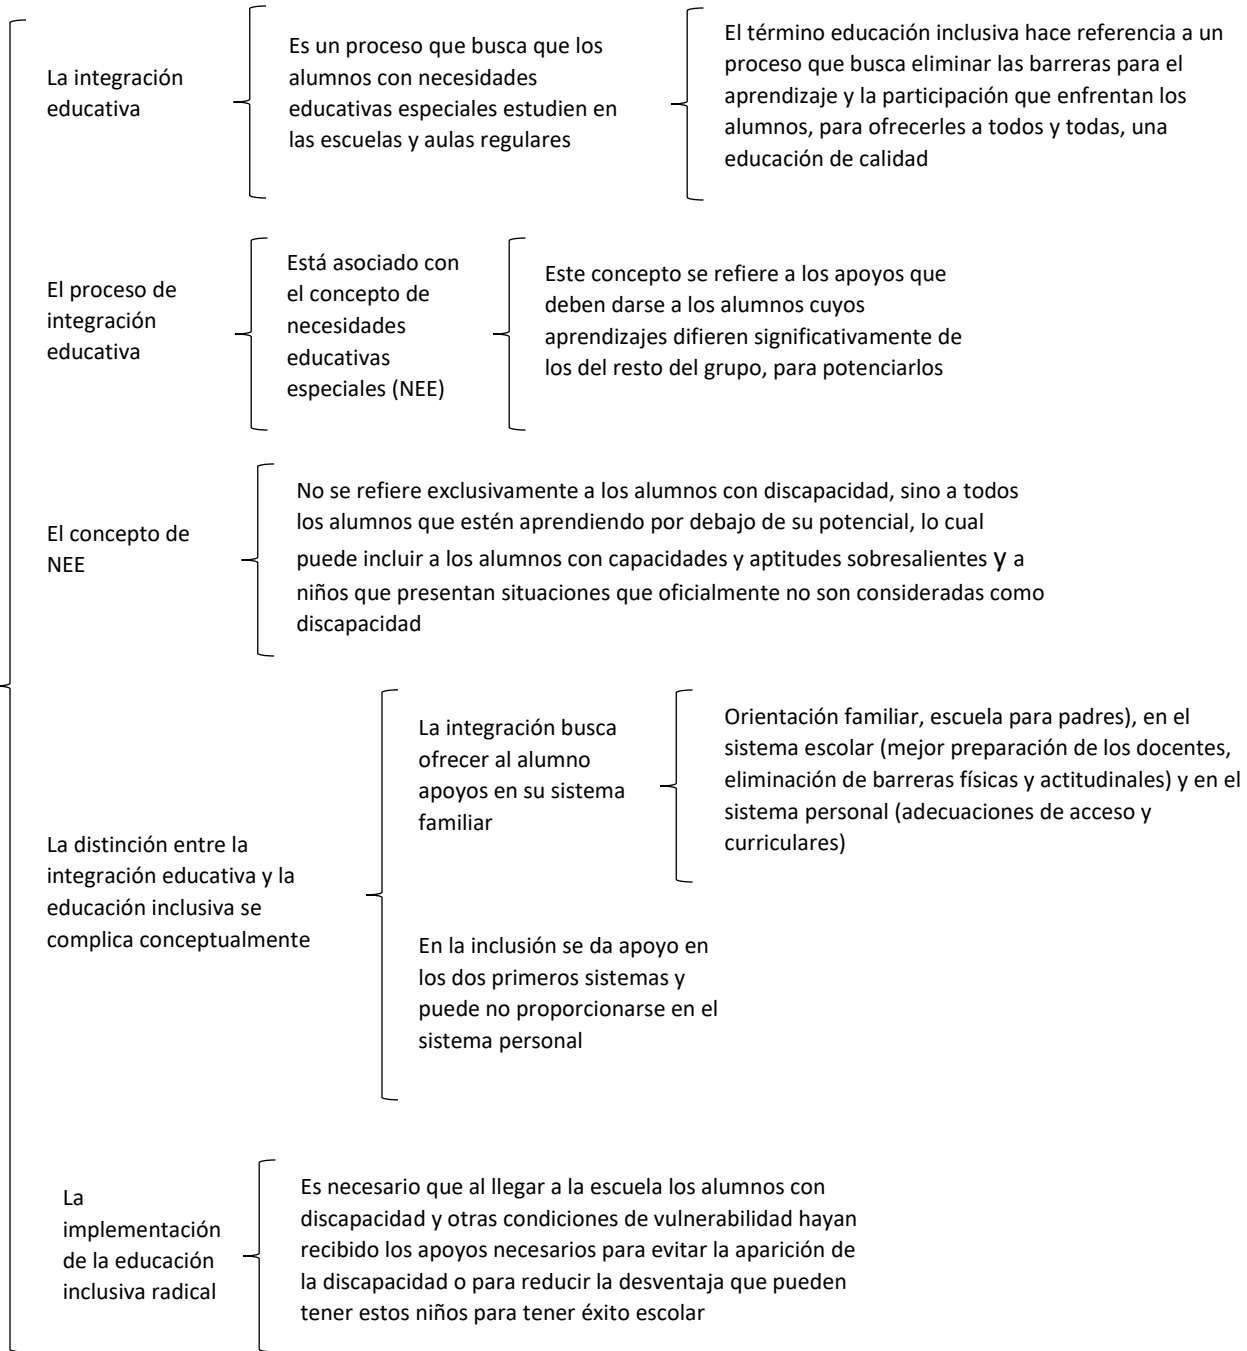 La integración
educativa
Es un proceso que busca que los
alumnos con necesidades
educativas especiales estudien en
las escuelas y aulas regulares
El término educación inclusiva hace referencia a un
proceso que busca eliminar las barreras para el
aprendizaje y la participación que enfrentan los
alumnos, para ofrecerles a todos y todas, una
educación de calidad
El proceso de
integración
educativa
Está asociado con
el concepto de
necesidades
educativas
especiales (NEE)
Este concepto se refiere a los apoyos que
deben darse a los alumnos cuyos
aprendizajes difieren significativamente de
los del resto del grupo, para potenciarlos
El concepto de
NEE
No se refiere exclusivamente a los alumnos con discapacidad, sino a todos
los alumnos que estén aprendiendo por debajo de su potencial, lo cual
puede incluir a los alumnos con capacidades y aptitudes sobresalientes y a
niños que presentan situaciones que oficialmente no son consideradas como
discapacidad
La distinción entre la
integración educativa y la
educación inclusiva se
complica conceptualmente
La integración busca
ofrecer al alumno
apoyos en su sistema
familiar
Orientación familiar, escuela para padres), en el
sistema escolar (mejor preparación de los docentes,
eliminación de barreras físicas y actitudinales) y en el
sistema personal (adecuaciones de acceso y
curriculares)
En la inclusión se da apoyo en
los dos primeros sistemas y
puede no proporcionarse en el
sistema personal
La
implementación
de la educación
inclusiva radical
Es necesario que al llegar a la escuela los alumnos con
discapacidad y otras condiciones de vulnerabilidad hayan
recibido los apoyos necesarios para evitar la aparición de
la discapacidad o para reducir la desventaja que pueden
tener estos niños para tener éxito escolar